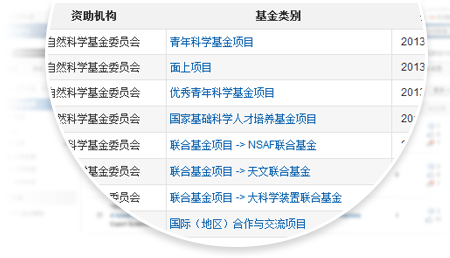 资助机构 基金类别
自然科学基金委员会 青年科学基金项目 2013
自然科学基金委员会 面上项目 2013
自然科学基金委员会 优秀青年科学基金项目 2013
自然科学基金委员会 国家基础科学人才培养基金项目 201
科学基金委员会 联合基金项目 -> NSAF联合基金
学基金委员会 联合基金项目 -> 天文联合基金
基金委员会 联合基金项目 -> 大科学装置联合基金
国际（地区）合作与交流项目